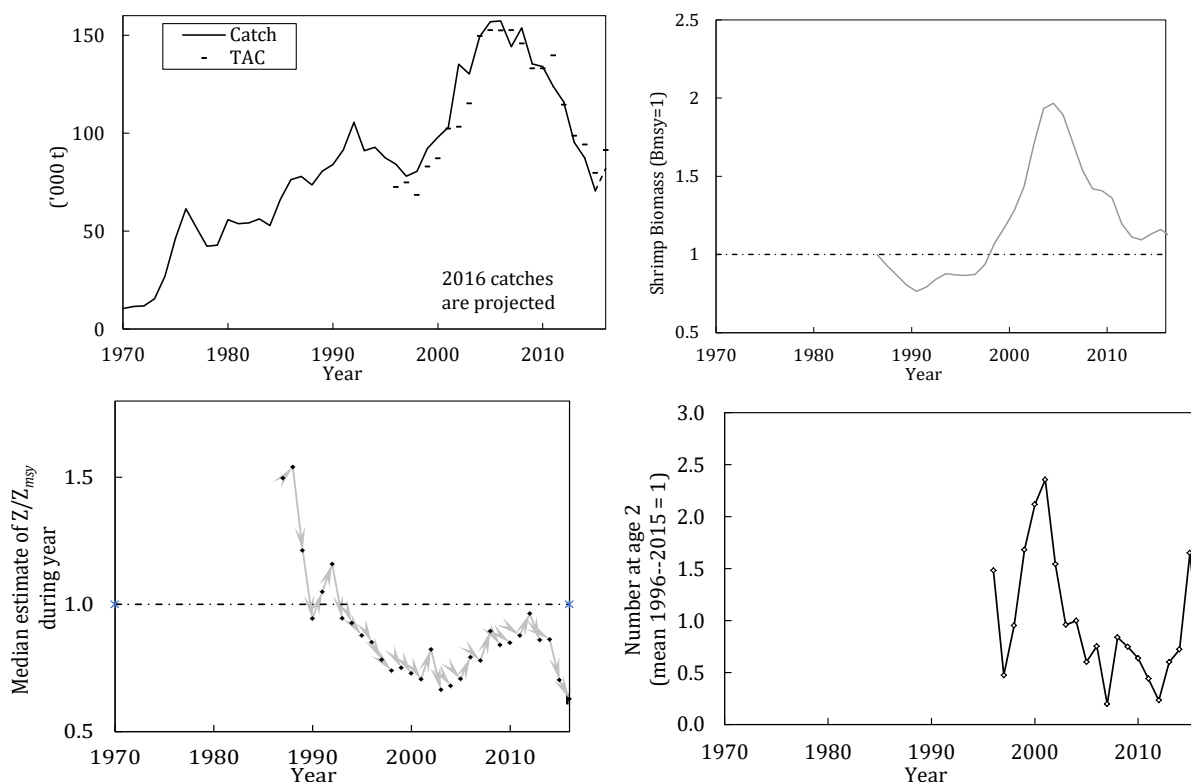 150
100
50
0
('000 t)
Catch
TAC
2016 catches
are projected
1970 1980 1990 2000 2010
Year
2.5
2
1.5
1
0.5
Shrimp Biomass (Bmsy=1)
1970 1980 1990 2000 2010
Year
1.5
1.0
0.5
Median estimate of Z/Zmsy
during year
1970 1980 1990 2000 2010
Year
3.0
2.5
2.0
1.5
1.0
0.5
0.0
Number at age 2
(mean 1996--2015 = 1)
1970 1980 1990 2000 2010
Year